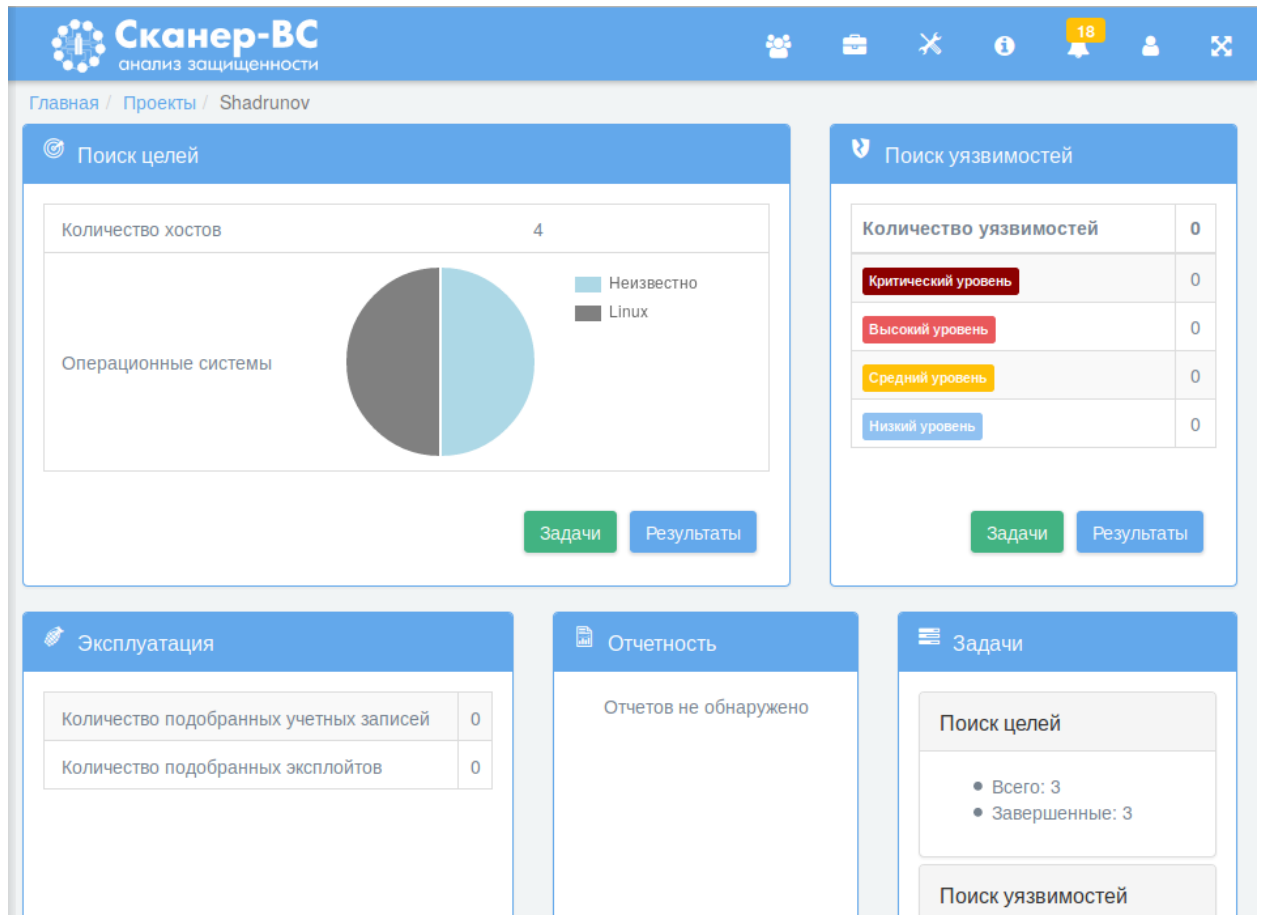 Сканер-ВС
анализ защищенности
18
Главная / Проекты / Shadrunov
Поиск целей
Количество хостов 4
Операционные системы
Неизвестно
Linux
Задачи Результаты
Поиск уязвимостей
Количество уязвимостей 0
Критический уровень 0
Высокий уровень 0
Средний уровень 0
Низкий уровень 0
Задачи Результаты
Эксплуатация
Количество подобранных учетных записей 0
Количество подобранных эксплойтов 0
Отчетность
Отчетов не обнаружено
Задачи
Поиск целей
Всего: 3
Завершенные: 3
Поиск уязвимостей